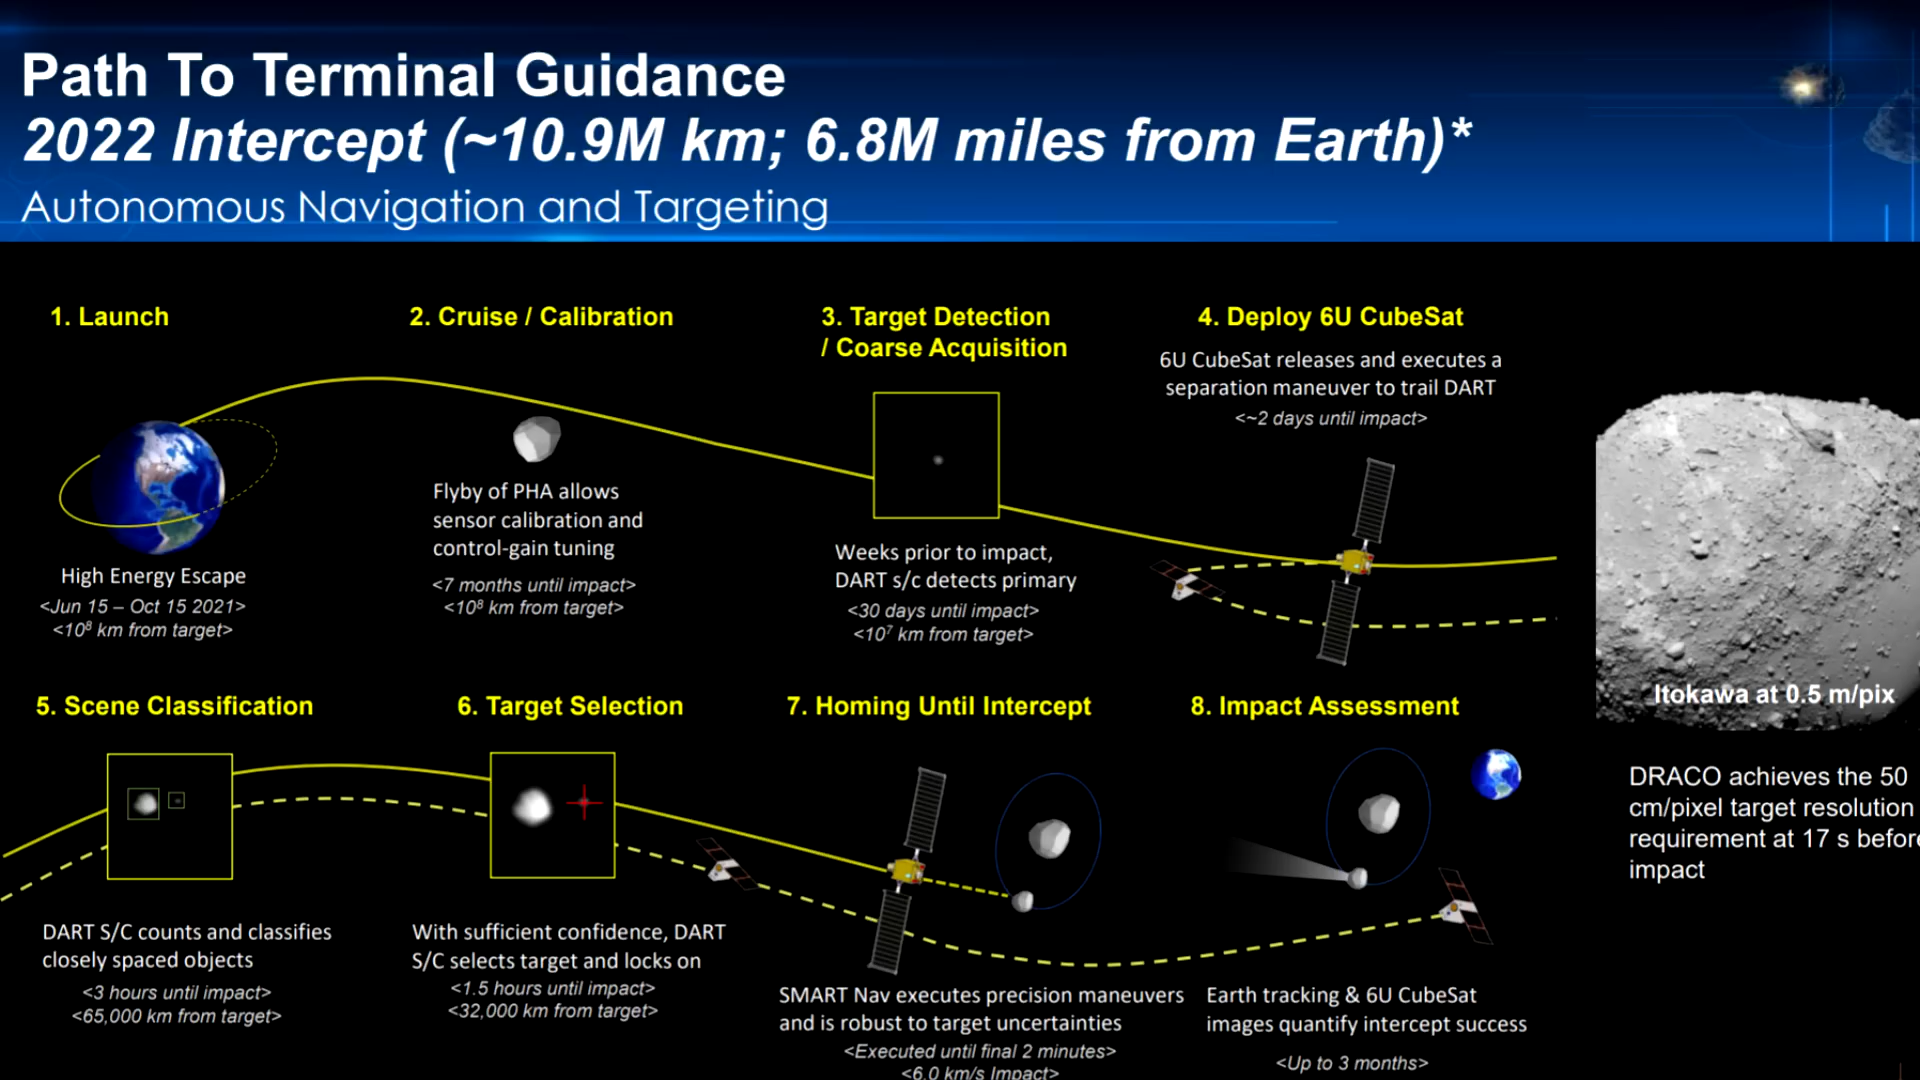 Path To Terminal Guidance
2022 Intercept (~10.9M km; 6.8M miles from Earth)*
Autonomous Navigation and Targeting
1. Launch
High Energy Escape
<Jun 15 – Oct 15 2021>
<10⁸ km from target>
2. Cruise / Calibration
Flyby of PHA allows
sensor calibration and
control-gain tuning
<7 months until impact>
<10⁸ km from target>
3. Target Detection
/ Coarse Acquisition
Weeks prior to impact,
DART s/c detects primary
<30 days until impact>
<10⁷ km from target>
4. Deploy 6U CubeSat
6U CubeSat releases and executes a
separation maneuver to trail DART
<~2 days until impact>
Itokawa at 0.5 m/pix
DRACO achieves the 50
cm/pixel target resolution
requirement at 17 s before
impact
5. Scene Classification
DART S/C counts and classifies
closely spaced objects
<3 hours until impact>
<65,000 km from target>
6. Target Selection
With sufficient confidence, DART
S/C selects target and locks on
<1.5 hours until impact>
<32,000 km from target>
7. Homing Until Intercept
SMART Nav executes precision maneuvers
and is robust to target uncertainties
<Executed until final 2 minutes>
<6.0 km/s Impact>
8. Impact Assessment
Earth tracking & 6U CubeSat
images quantify intercept success
<Up to 3 months>